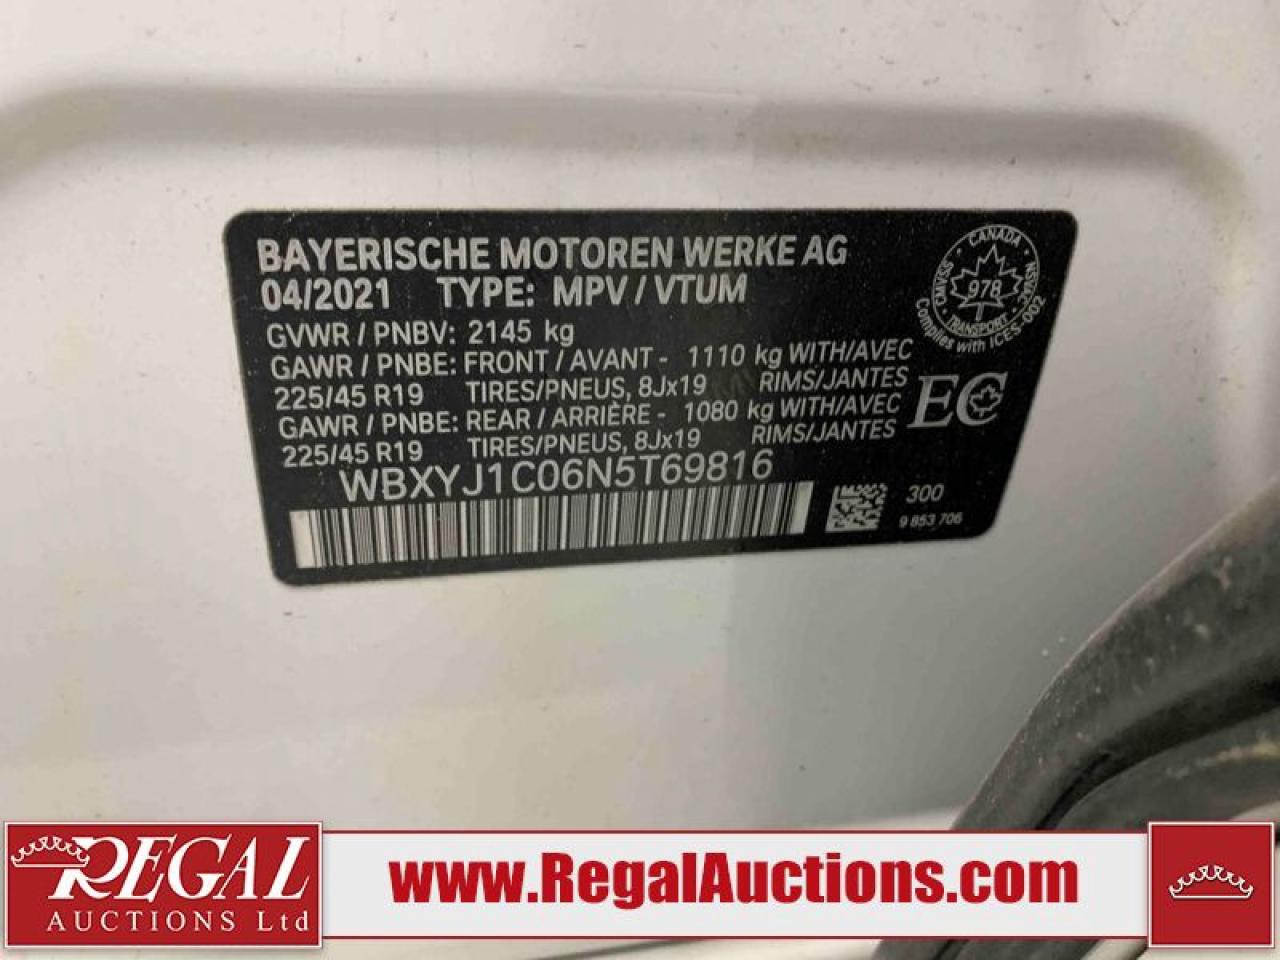 BAYERISCHE MOTOREN WERKE AG
04/2021 TYPE: MPV / VTUM
GVWR / PNBV: 2145 kg
GAWR / PNBE: FRONT / AVANT - 1110 kg WITH/AVEC
225/45 R19 TIRES/PNEUS, 8Jx19 RIMS/JANTES
GAWR / PNBE: REAR / ARRIÈRE - 1080 kg WITH/AVEC
225/45 R19 TIRES/PNEUS, 8Jx19 RIMS/JANTES
WBXYJ1C06N5T69816
CANADA
CMVSS 978 NSVAC
TRANSPORT
Complies with ICES-002
EC
300
9 853 706
REGAL
AUCTIONS Ltd
www.RegalAuctions.com